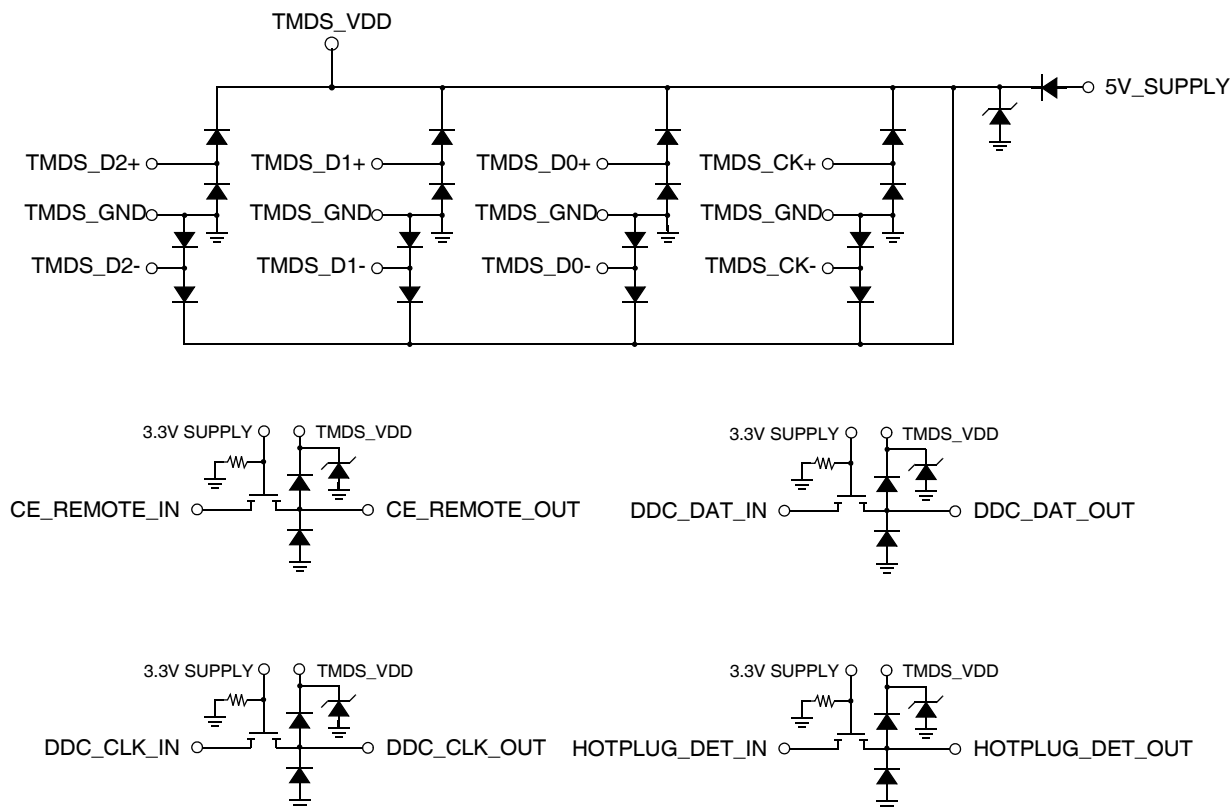 TMDS_VDD
5V_SUPPLY
TMDS_D2+ TMDS_D1+ TMDS_D0+ TMDS_CK+
TMDS_GND TMDS_GND TMDS_GND TMDS_GND
TMDS_D2- TMDS_D1- TMDS_D0- TMDS_CK-
3.3V SUPPLY TMDS_VDD
CE_REMOTE_IN CE_REMOTE_OUT
3.3V SUPPLY TMDS_VDD
DDC_DAT_IN DDC_DAT_OUT
3.3V SUPPLY TMDS_VDD
DDC_CLK_IN DDC_CLK_OUT
3.3V SUPPLY TMDS_VDD
HOTPLUG_DET_IN HOTPLUG_DET_OUT